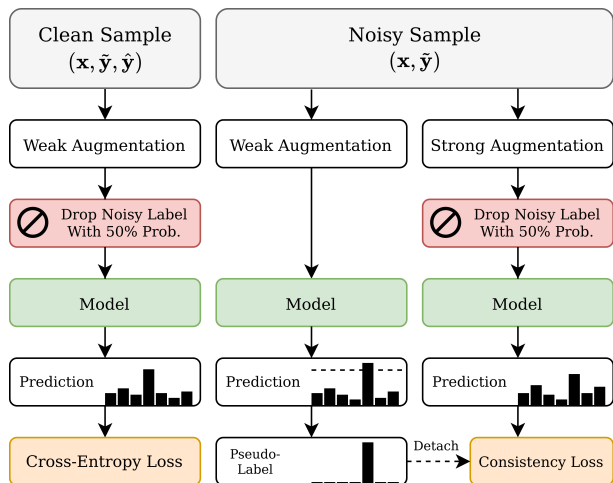 Clean Sample
(x, ỹ, ŷ)
Noisy Sample
(x, ỹ)
Weak Augmentation
Weak Augmentation
Strong Augmentation
Drop Noisy Label
With 50% Prob.
Drop Noisy Label
With 50% Prob.
Model
Model
Model
Prediction
Prediction
Prediction
Cross-Entropy Loss
Pseudo-
Label
Detach
Consistency Loss